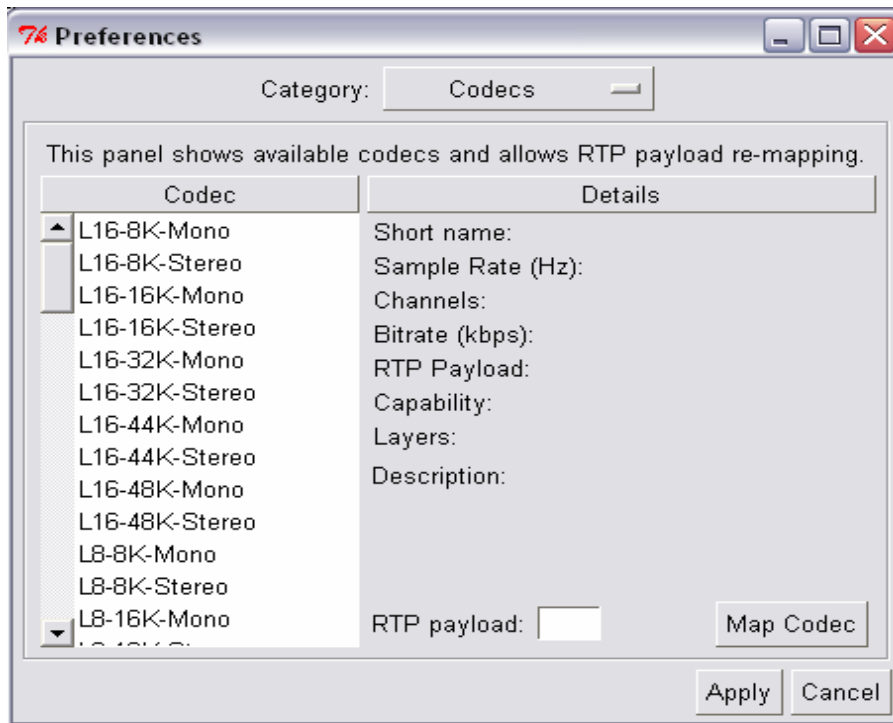 Preferences
Category: Codecs
This panel shows available codecs and allows RTP payload re-mapping.
Codec
L16-8K-Mono
L16-8K-Stereo
L16-16K-Mono
L16-16K-Stereo
L16-32K-Mono
L16-32K-Stereo
L16-44K-Mono
L16-44K-Stereo
L16-48K-Mono
L16-48K-Stereo
L8-8K-Mono
L8-8K-Stereo
L8-16K-Mono
Details
Short name:
Sample Rate (Hz):
Channels:
Bitrate (kbps):
RTP Payload:
Capability:
Layers:
Description:
RTP payload:
Map Codec
Apply Cancel